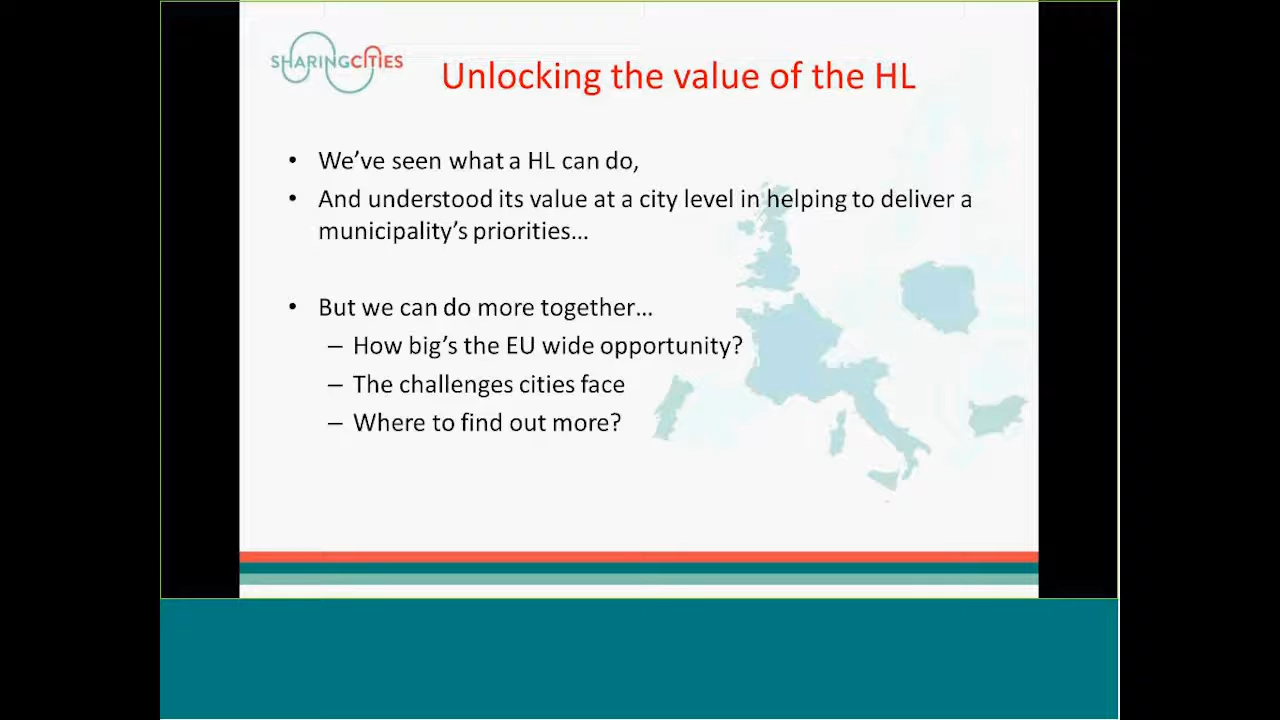 SHARINGCITIES
Unlocking the value of the HL
• We’ve seen what a HL can do,
• And understood its value at a city level in helping to deliver a
municipality’s priorities…
• But we can do more together…
– How big’s the EU wide opportunity?
– The challenges cities face
– Where to find out more?